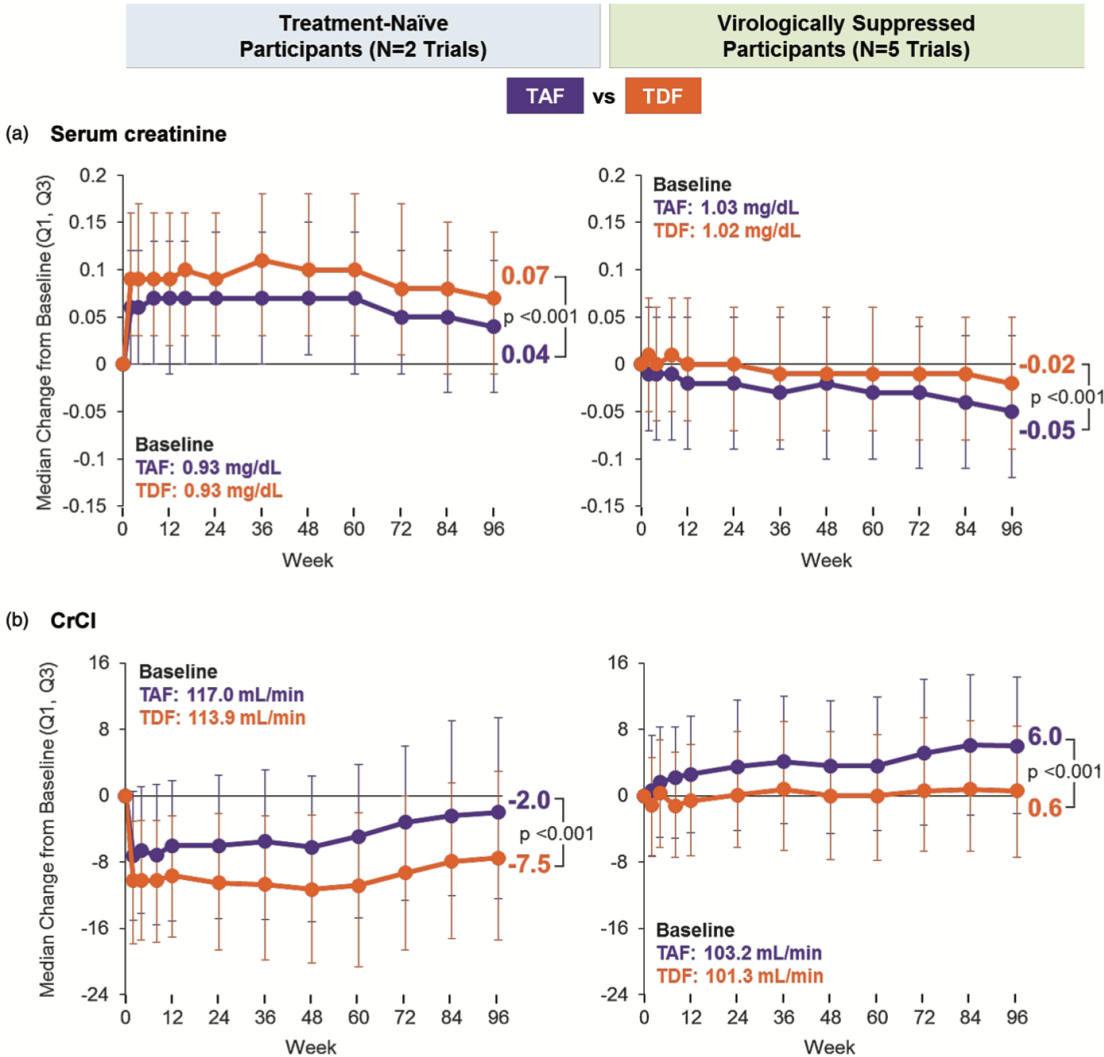 Treatment-Naïve
Participants (N=2 Trials)
Virologically Suppressed
Participants (N=5 Trials)
TAF vs TDF
(a) Serum creatinine
Median Change from Baseline (Q1, Q3)
0.2
0.15
0.1
0.05
0
-0.05
-0.1
-0.15
0 12 24 36 48 60 72 84 96
Week
Baseline
TAF: 0.93 mg/dL
TDF: 0.93 mg/dL
0.07
p <0.001
0.04
0.2
0.15
0.1
0.05
0
-0.05
-0.1
-0.15
0 12 24 36 48 60 72 84 96
Week
Baseline
TAF: 1.03 mg/dL
TDF: 1.02 mg/dL
-0.02
p <0.001
-0.05
(b) CrCl
Median Change from Baseline (Q1, Q3)
16
8
0
-8
-16
-24
0 12 24 36 48 60 72 84 96
Week
Baseline
TAF: 117.0 mL/min
TDF: 113.9 mL/min
-2.0
p <0.001
-7.5
16
8
0
-8
-16
-24
0 12 24 36 48 60 72 84 96
Week
6.0
p <0.001
0.6
Baseline
TAF: 103.2 mL/min
TDF: 101.3 mL/min